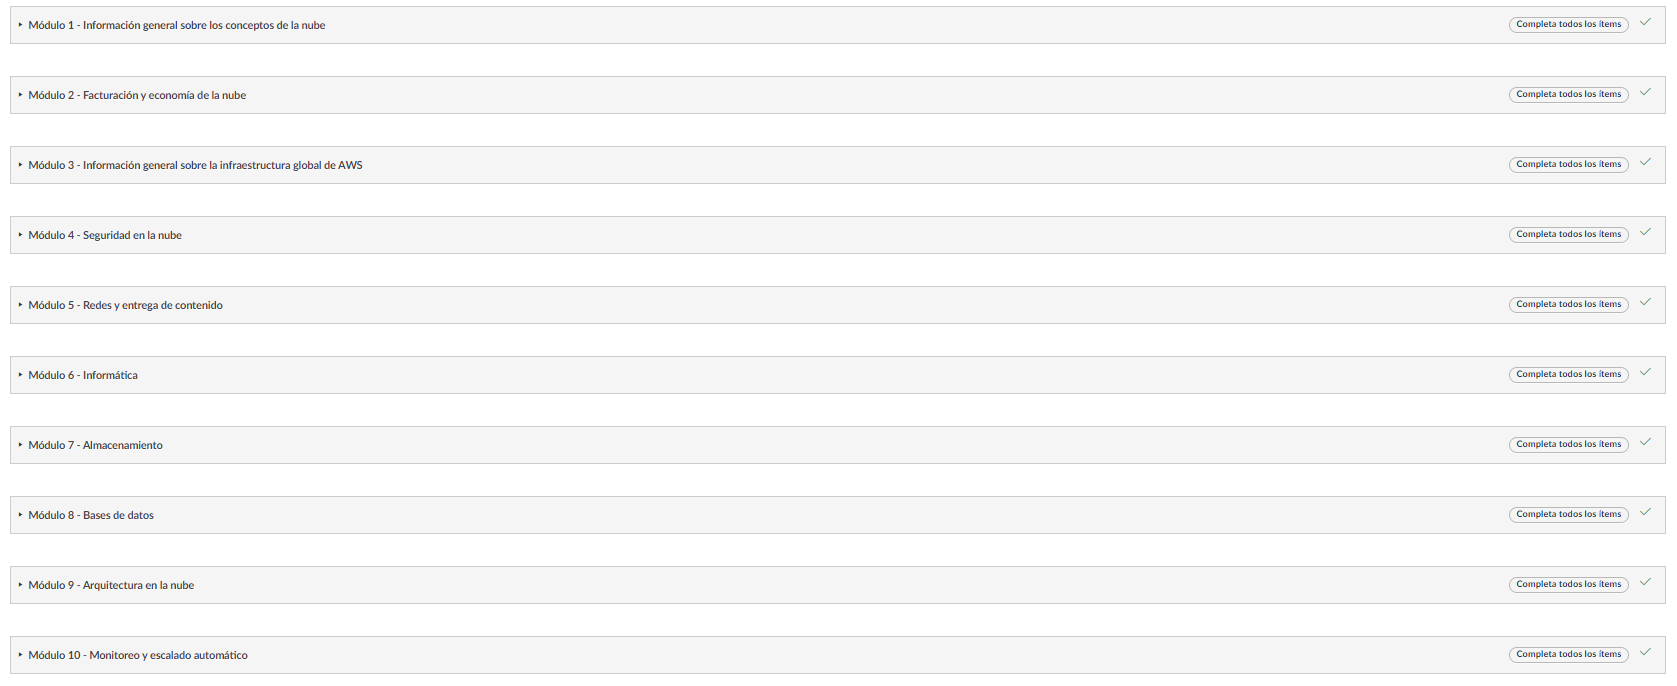 Módulo 1 - Información general sobre los conceptos de la nube Completa todos los ítems
Módulo 2 - Facturación y economía de la nube Completa todos los ítems
Módulo 3 - Información general sobre la infraestructura global de AWS Completa todos los ítems
Módulo 4 - Seguridad en la nube Completa todos los ítems
Módulo 5 - Redes y entrega de contenido Completa todos los ítems
Módulo 6 - Informática Completa todos los ítems
Módulo 7 - Almacenamiento Completa todos los ítems
Módulo 8 - Bases de datos Completa todos los ítems
Módulo 9 - Arquitectura en la nube Completa todos los ítems
Módulo 10 - Monitoreo y escalado automático Completa todos los ítems